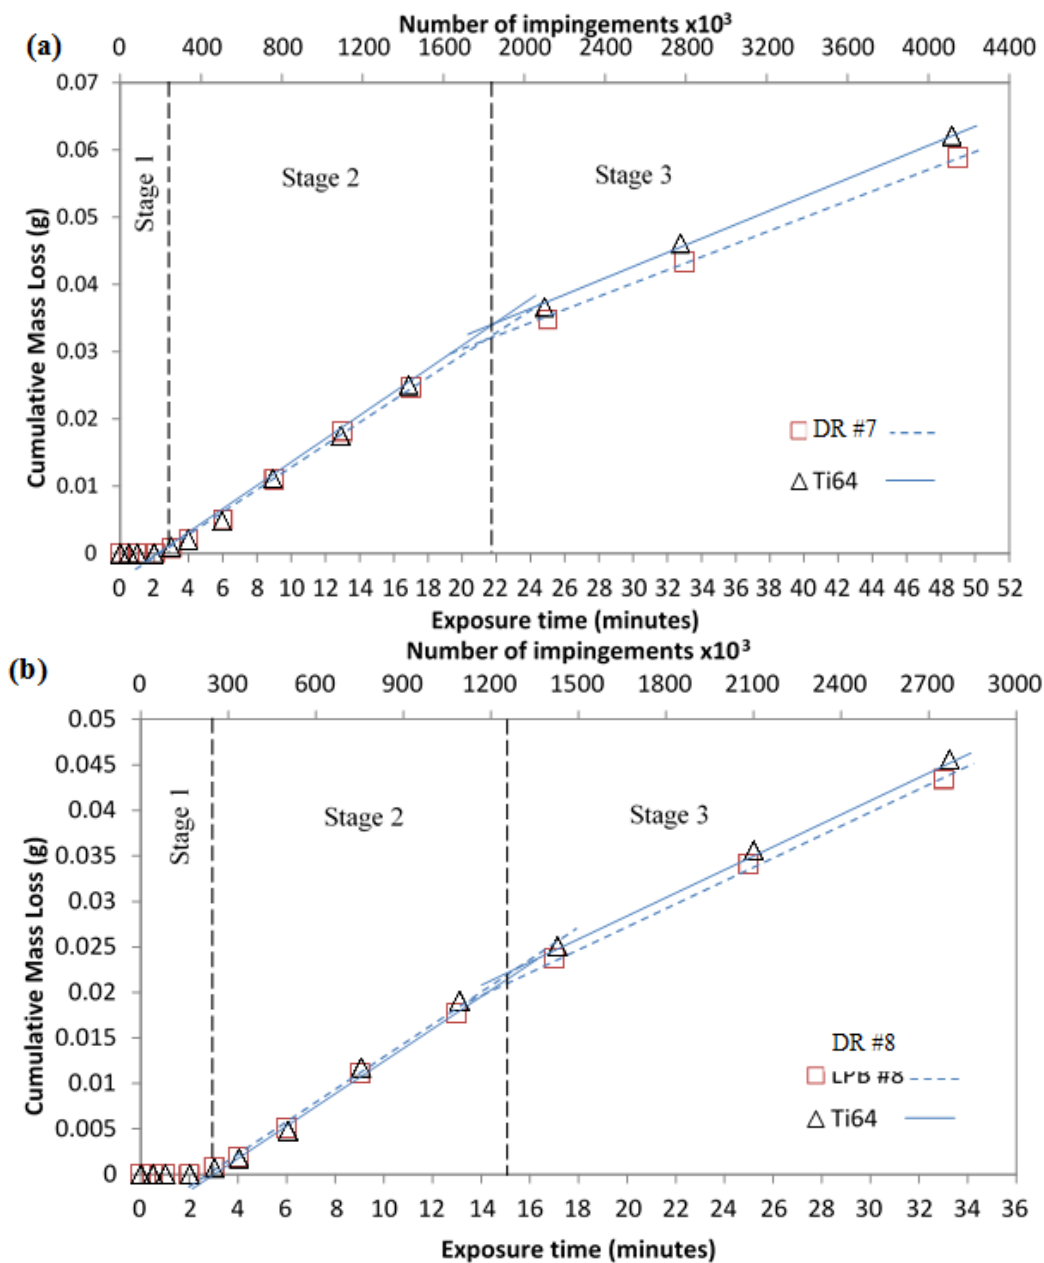 Number of impingements x10³
(a)
0 400 800 1200 1600 2000 2400 2800 3200 3600 4000 4400
0.07
0.06
0.05
0.04
0.03
0.02
0.01
0
Cumulative Mass Loss (g)
Stage 1
Stage 2
Stage 3
DR #7
Ti64
0 2 4 6 8 10 12 14 16 18 20 22 24 26 28 30 32 34 36 38 40 42 44 46 48 50 52
Exposure time (minutes)
(b)
Number of impingements x10³
0 300 600 900 1200 1500 1800 2100 2400 2700 3000
0.05
0.045
0.04
0.035
0.03
0.025
0.02
0.015
0.01
0.005
0
Cumulative Mass Loss (g)
Stage 1
Stage 2
Stage 3
DR #8
LPB #8
Ti64
0 2 4 6 8 10 12 14 16 18 20 22 24 26 28 30 32 34 36
Exposure time (minutes)